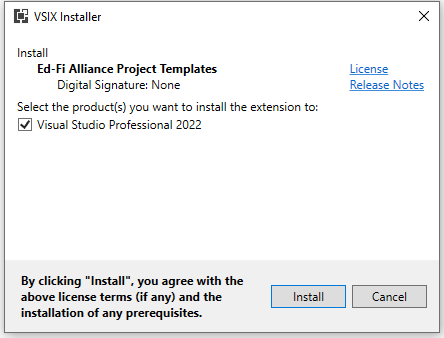 VSIX Installer
Install
Ed-Fi Alliance Project Templates License
Digital Signature: None Release Notes
Select the product(s) you want to install the extension to:
Visual Studio Professional 2022
By clicking "Install", you agree with the
above license terms (if any) and the
installation of any prerequisites.
Install Cancel